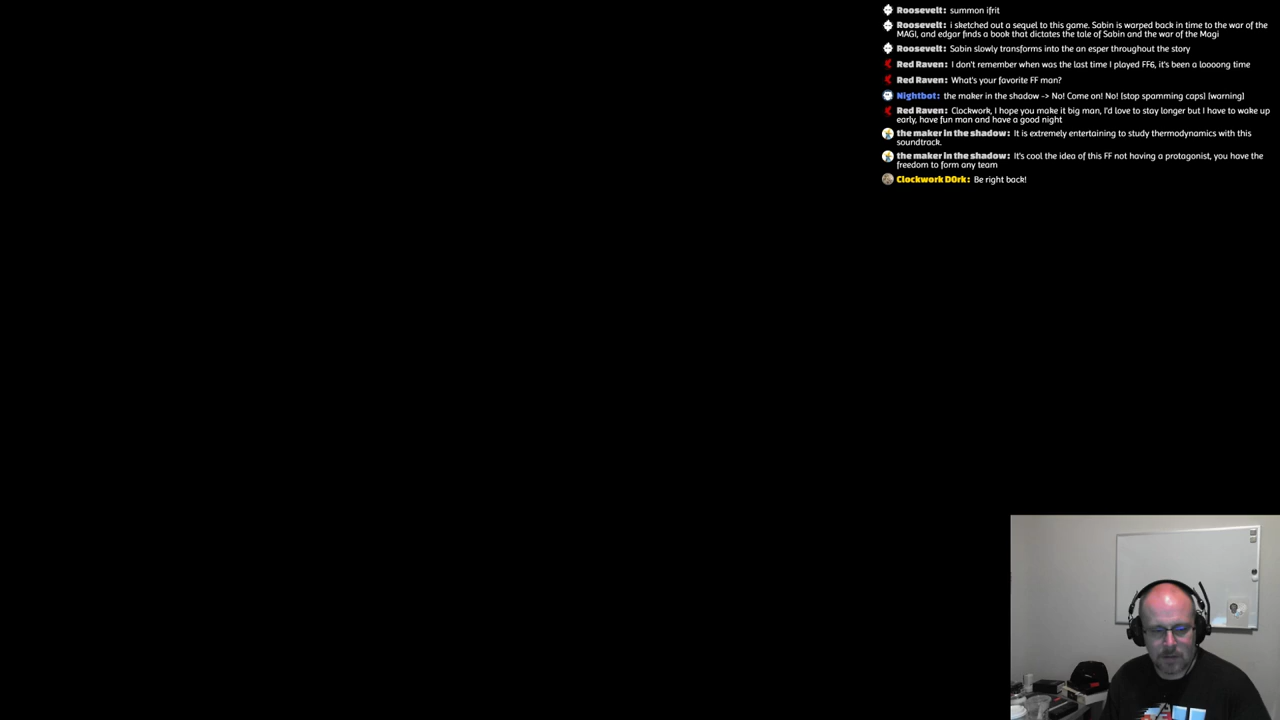 Roosevelt: summon ifrit
Roosevelt: i sketched out a sequel to this game. Sabin is warped back in time to the war of the
MAGI, and edgar finds a book that dictates the tale of Sabin and the war of the Magi
Roosevelt: Sabin slowly transforms into the an esper throughout the story
Red Raven: I don't remember when was the last time I played FF6, it's been a loooong time
Red Raven: What's your favorite FF man?
Nightbot: the maker in the shadow -> No! Come on! No! [stop spamming caps] [warning]
Red Raven: Clockwork, I hope you make it big man, I'd love to stay longer but I have to wake up
early, have fun man and have a good night
the maker in the shadow: It is extremely entertaining to study thermodynamics with this
soundtrack.
the maker in the shadow: It's cool the idea of this FF not having a protagonist, you have the
freedom to form any team
Clockwork D0rk: Be right back!